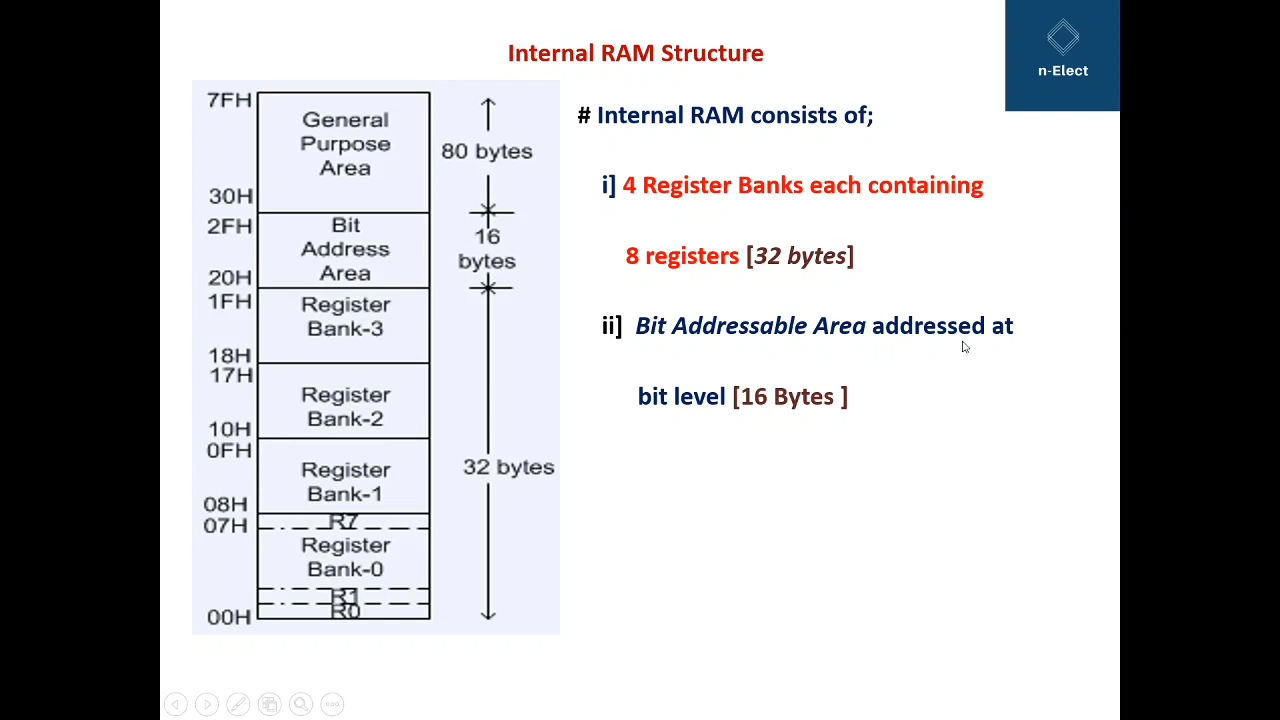 Internal RAM Structure
n-Elect
7FH
General
Purpose
Area
80 bytes
30H
2FH
Bit
Address
Area
16
bytes
20H
1FH
Register
Bank-3
18H
17H
Register
Bank-2
10H
0FH
Register
Bank-1
32 bytes
08H
07H
R7
Register
Bank-0
R1
R0
00H
# Internal RAM consists of;
i] 4 Register Banks each containing
8 registers [32 bytes]
ii] Bit Addressable Area addressed at
bit level [16 Bytes ]